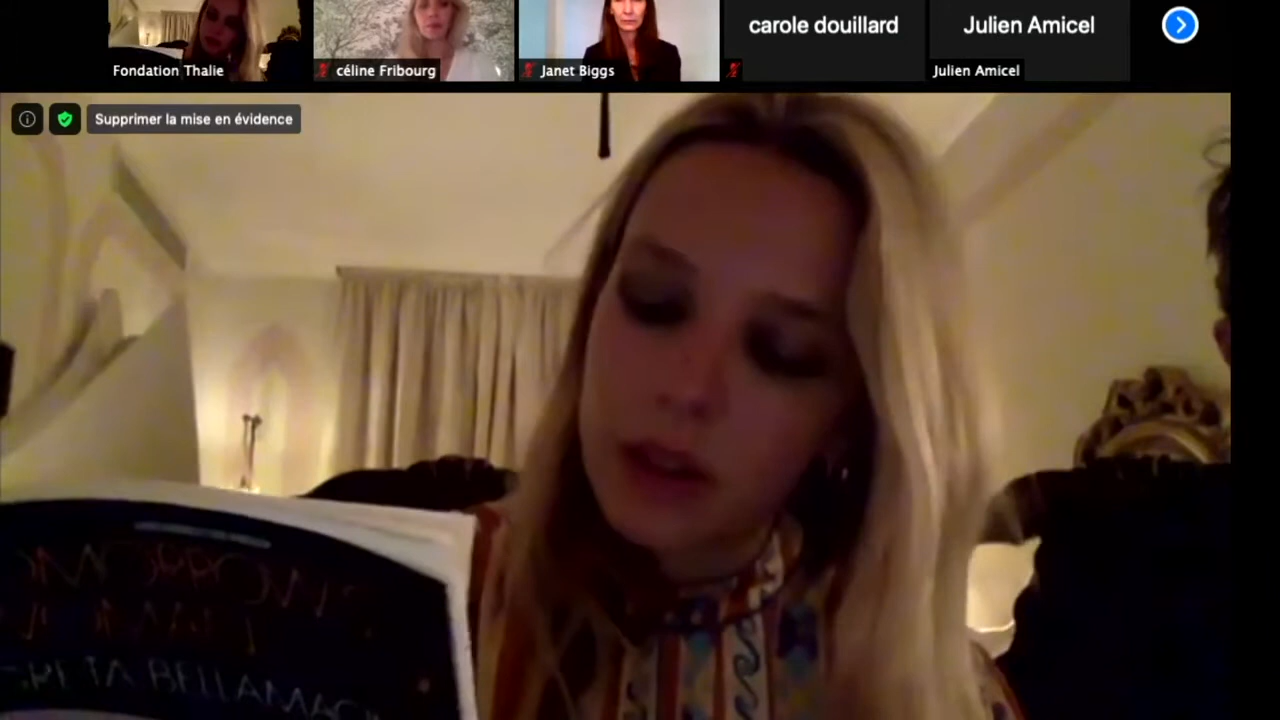 carole douillard
Julien Amicel
Fondation Thalie
céline Fribourg
Janet Biggs
Julien Amicel
Supprimer la mise en évidence